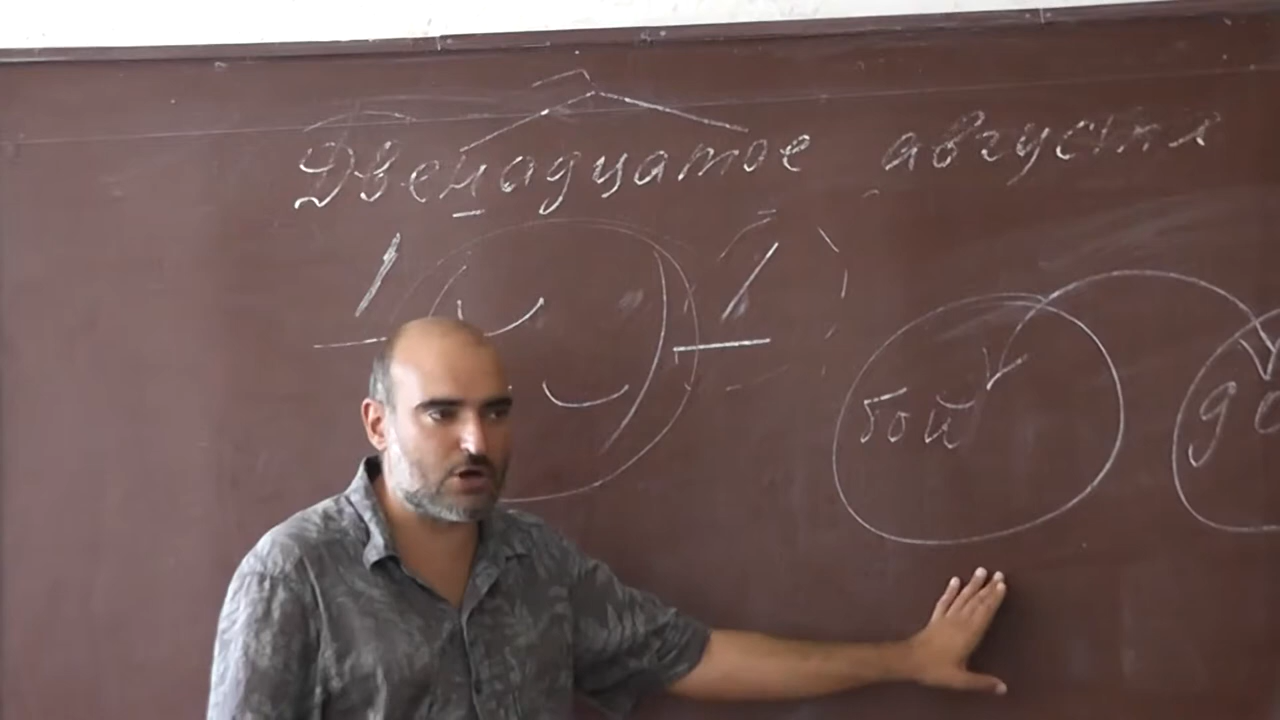 Двенадцатое августа
бой